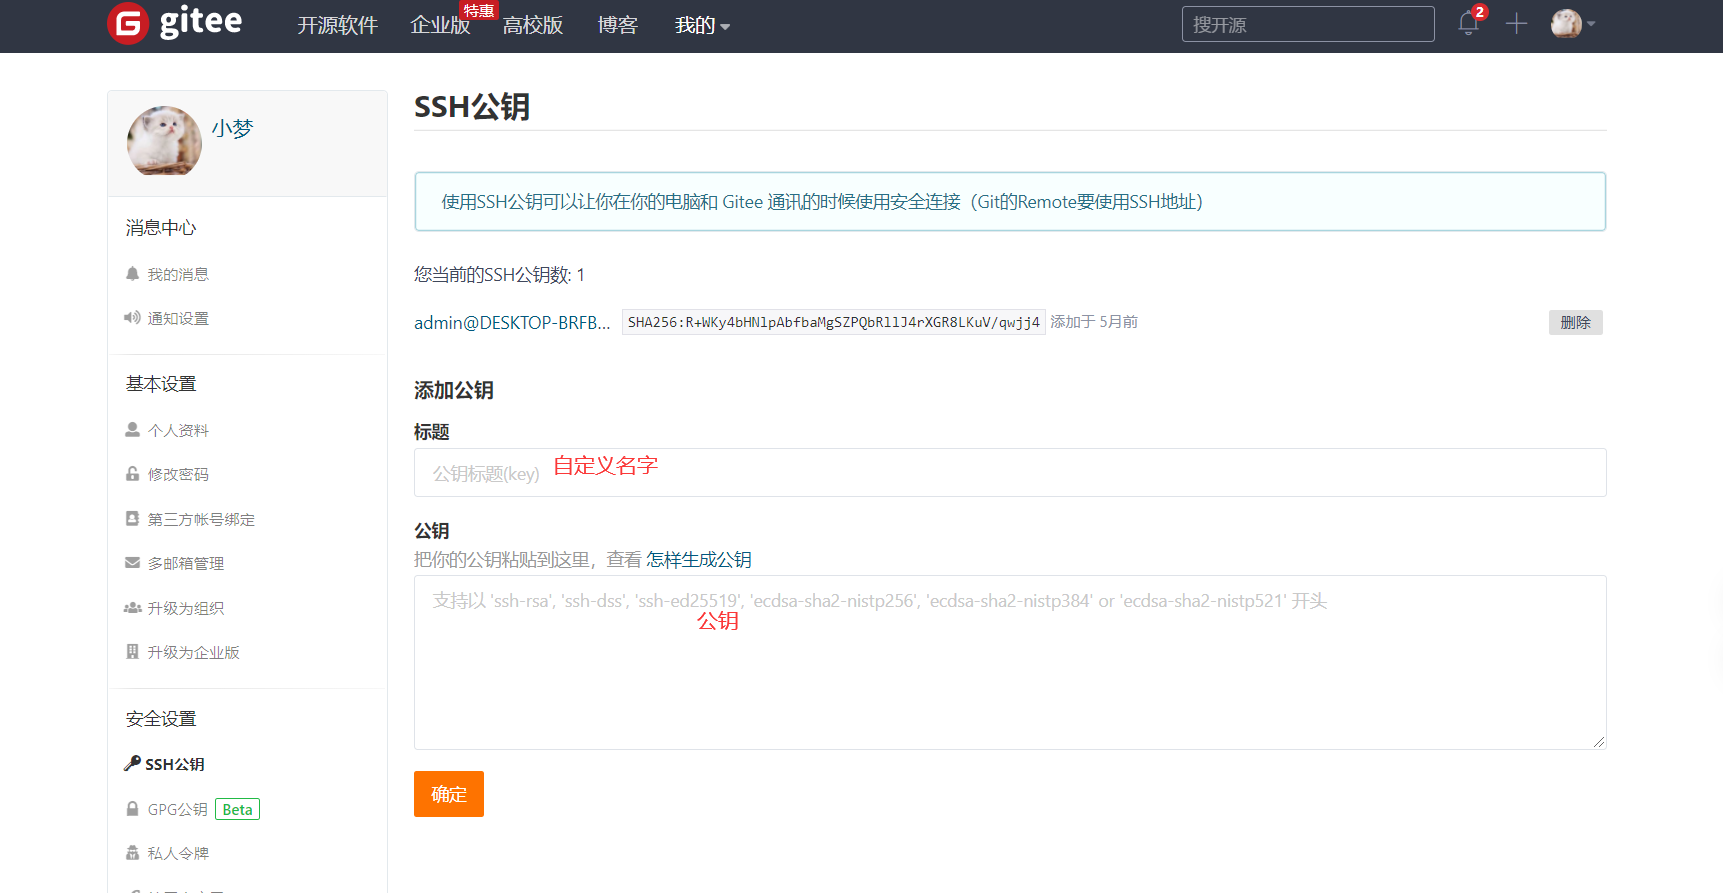 gitee
开源软件
企业版
特惠
高校版
博客
我的
搜开源
2
小梦
消息中心
我的消息
通知设置
基本设置
个人资料
修改密码
第三方帐号绑定
多邮箱管理
升级为组织
升级为企业版
安全设置
SSH公钥
GPG公钥 Beta
私人令牌
SSH公钥
使用SSH公钥可以让你在你的电脑和 Gitee 通讯的时候使用安全连接（Git的Remote要使用SSH地址）
您当前的SSH公钥数: 1
admin@DESKTOP-BRFB... SHA256:R+WKy4bHNlpAbfbaMgSZPQbRllJ4rXGR8LKuV/qwjj4 添加于 5月前 删除
添加公钥
标题
公钥标题(key) 自定义名字
公钥
把你的公钥粘贴到这里，查看 怎样生成公钥
支持以 'ssh-rsa', 'ssh-dss', 'ssh-ed25519', 'ecdsa-sha2-nistp256', 'ecdsa-sha2-nistp384' or 'ecdsa-sha2-nistp521' 开头
公钥
确定